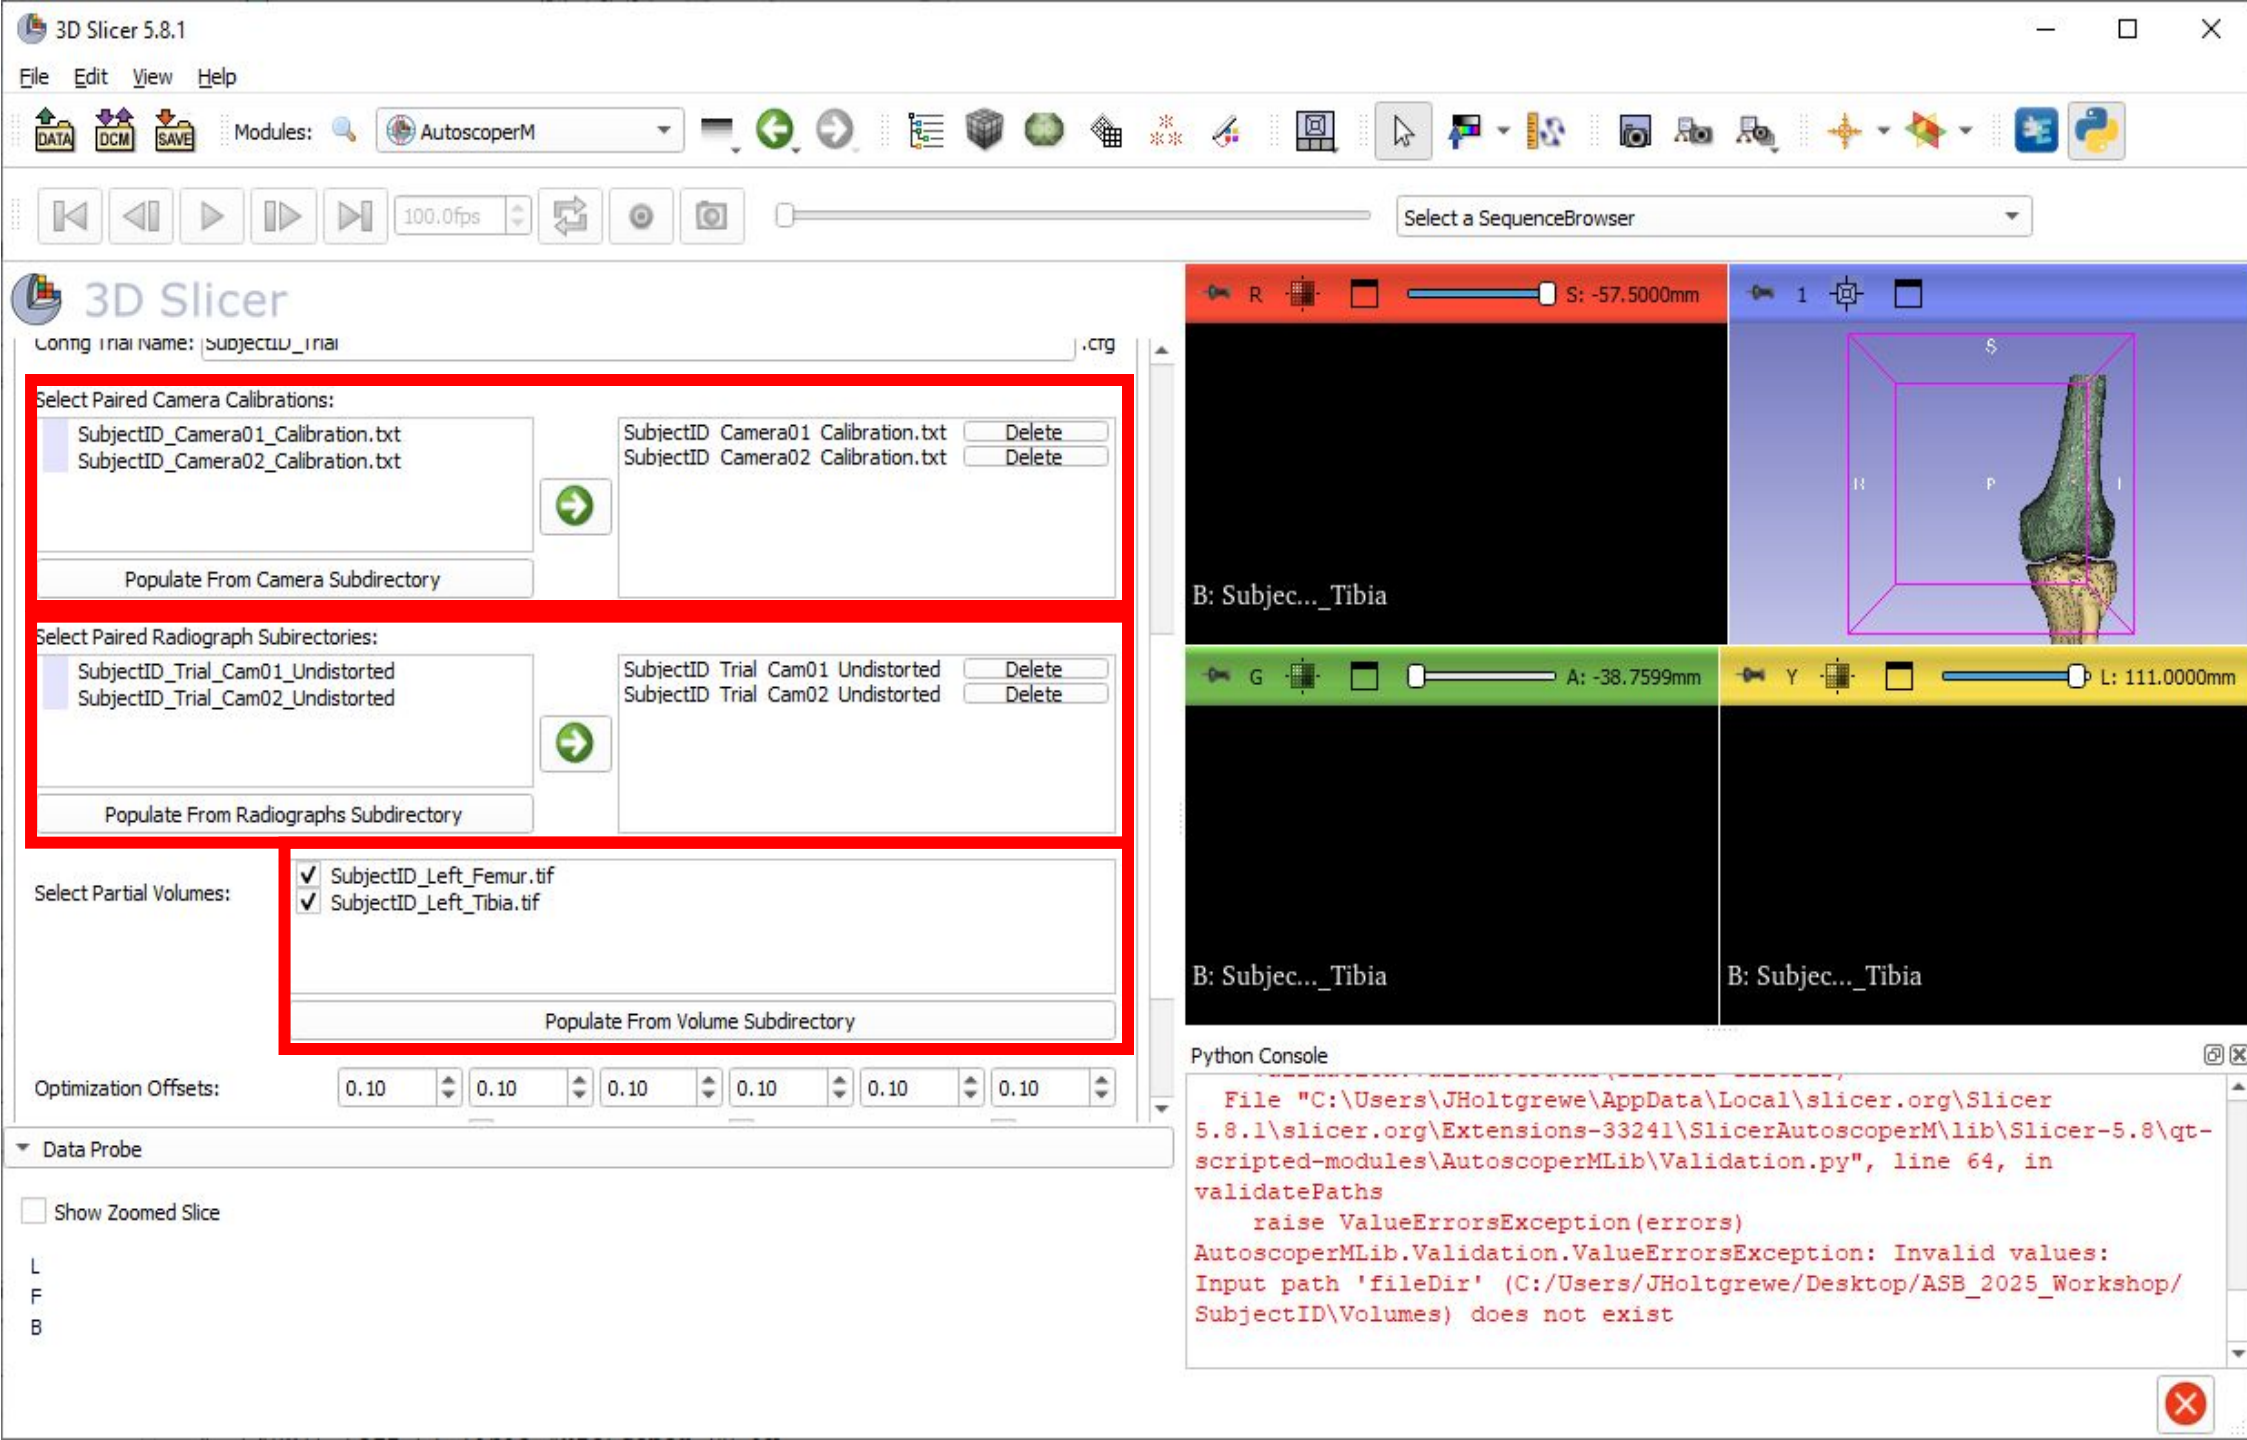 3D Slicer 5.8.1
File Edit View Help
DATA DCM SAVE Modules: AutoscoperM
100.0fps Select a SequenceBrowser
3D Slicer
Config Trial Name: SubjectID_Trial .cfg
Select Paired Camera Calibrations:
SubjectID_Camera01_Calibration.txt
SubjectID_Camera02_Calibration.txt
SubjectID Camera01 Calibration.txt Delete
SubjectID Camera02 Calibration.txt Delete
Populate From Camera Subdirectory
Select Paired Radiograph Subirectories:
SubjectID_Trial_Cam01_Undistorted
SubjectID_Trial_Cam02_Undistorted
SubjectID Trial Cam01 Undistorted Delete
SubjectID Trial Cam02 Undistorted Delete
Populate From Radiographs Subdirectory
Select Partial Volumes:
SubjectID_Left_Femur.tif
SubjectID_Left_Tibia.tif
Populate From Volume Subdirectory
Optimization Offsets: 0.10 0.10 0.10 0.10 0.10 0.10
Data Probe
Show Zoomed Slice
L
F
B
R S: -57.5000mm
B: Subjec..._Tibia
1
S
R P L
G A: -38.7599mm
B: Subjec..._Tibia
Y L: 111.0000mm
B: Subjec..._Tibia
Python Console
File "C:\Users\JHoltgrewe\AppData\Local\slicer.org\Slicer
5.8.1\slicer.org\Extensions-33241\SlicerAutoscoperM\lib\Slicer-5.8\qt-
scripted-modules\AutoscoperMLib\Validation.py", line 64, in
validatePaths
raise ValueErrorsException(errors)
AutoscoperMLib.Validation.ValueErrorsException: Invalid values:
Input path 'fileDir' (C:/Users/JHoltgrewe/Desktop/ASB_2025_Workshop/
SubjectID\Volumes) does not exist